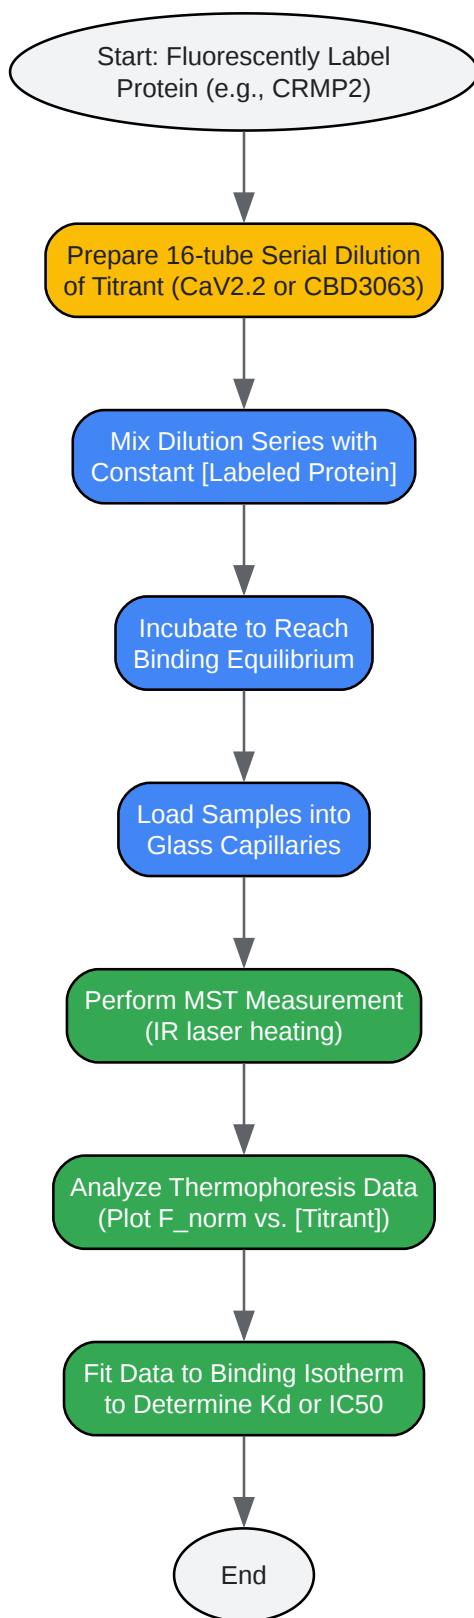 Start: Fluorescently Label
Protein (e.g., CRMP2)
Prepare 16-tube Serial Dilution
of Titrant (CaV2.2 or CBD3063)
Mix Dilution Series with
Constant [Labeled Protein]
Incubate to Reach
Binding Equilibrium
Load Samples into
Glass Capillaries
Perform MST Measurement
(IR laser heating)
Analyze Thermophoresis Data
(Plot F_norm vs. [Titrant])
Fit Data to Binding Isotherm
to Determine Kd or IC50
End